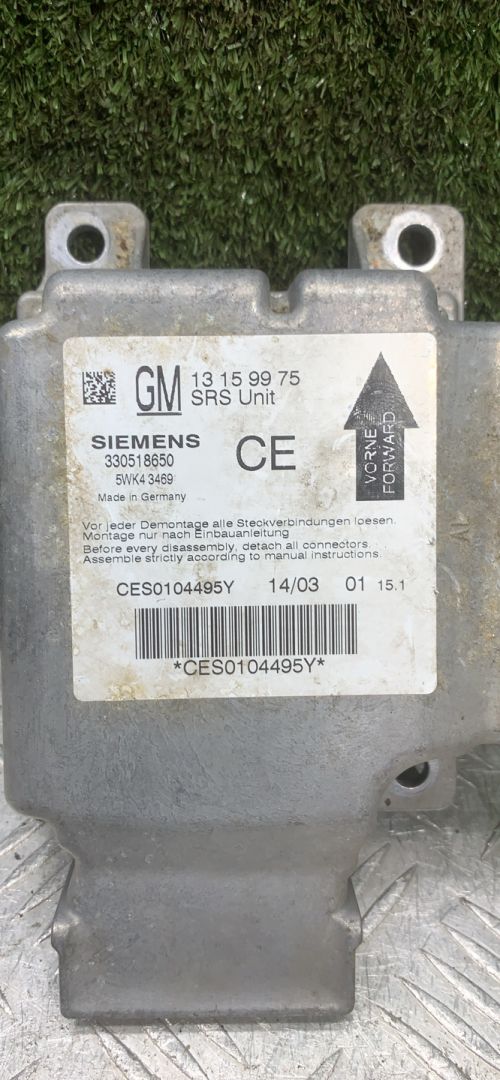 GM 13 15 99 75
SRS Unit
SIEMENS
330518650
5WK4 3469
Made in Germany
CE
VORNE
FORWARD
Vor jeder Demontage alle Steckverbindungen loesen.
Montage nur nach Einbauanleitung
Before every disassembly, detach all connectors.
Assemble strictly according to manual instructions.
CES0104495Y 14/03 01 15.1
*CES0104495Y*